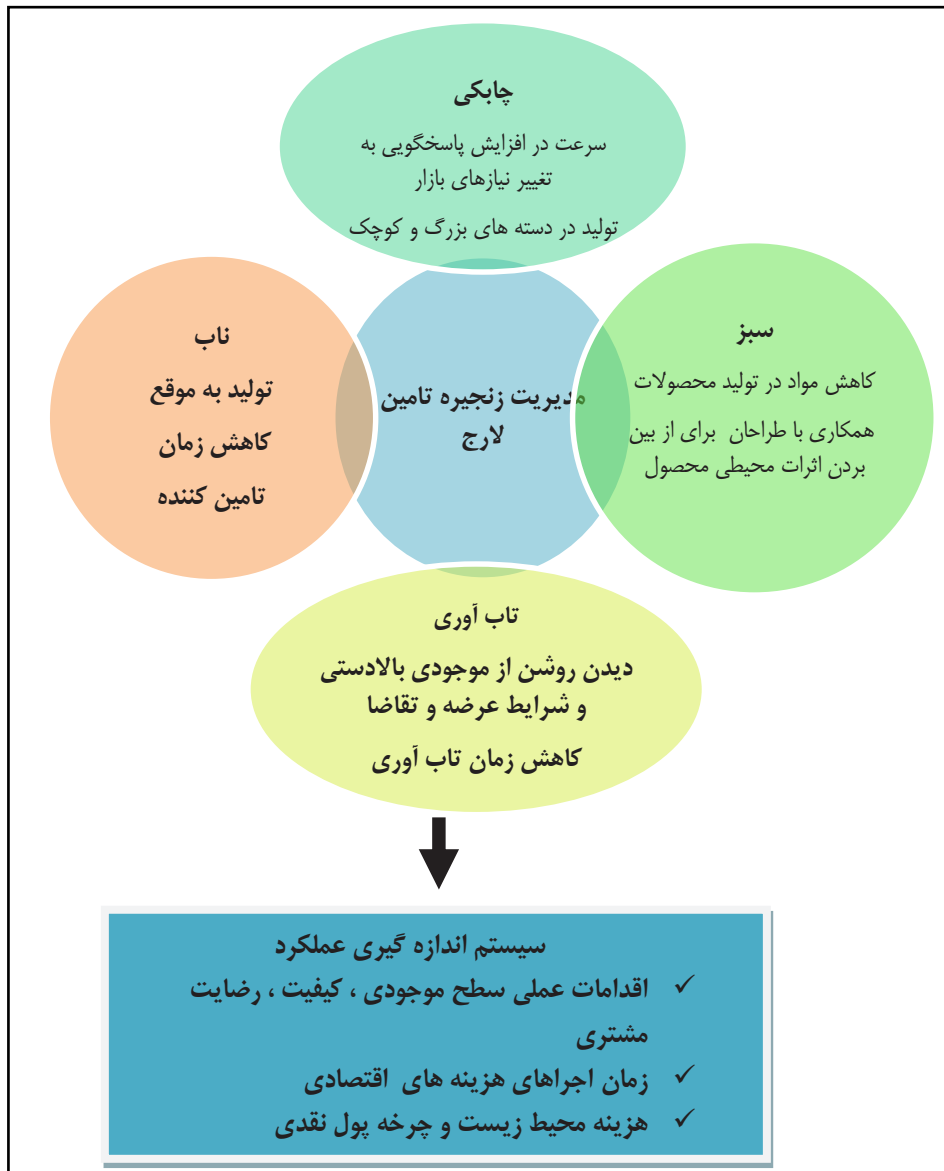 چابکی
سرعت در افزایش پاسخگویی به
تغییر نیازهای بازار
تولید در دسته های بزرگ و کوچک
سبز
کاهش مواد در تولید محصولات
همکاری با طراحان برای از بین
بردن اثرات محیطی محصول
مدیریت زنجیره تامین
لارج
ناب
تولید به موقع
کاهش زمان
تامین کننده
تاب آوری
دیدن روشن از موجودی بالادستی
و شرایط عرضه و تقاضا
کاهش زمان تاب آوری
سیستم اندازه گیری عملکرد
✓ اقدامات عملی سطح موجودی ، کیفیت ، رضایت
مشتری
✓ زمان اجراهای هزینه های اقتصادی
✓ هزینه محیط زیست و چرخه پول نقدی